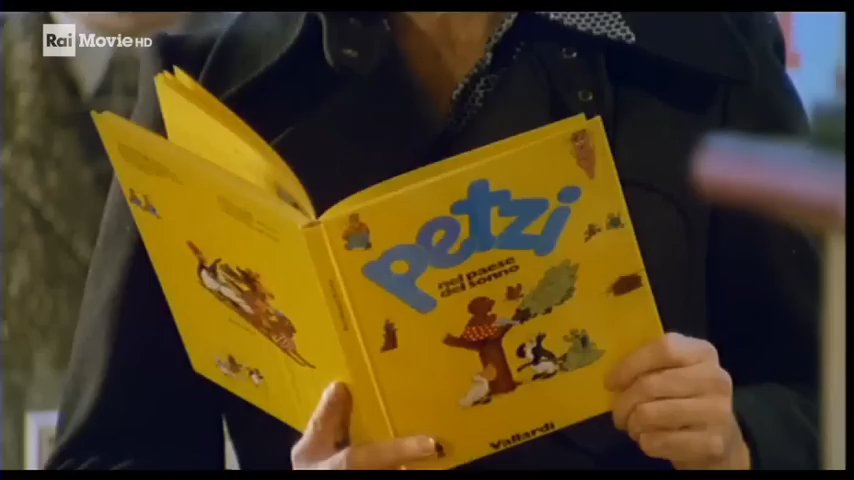 Rai Movie HD
petzi
nel paese
del sonno
Vallardi